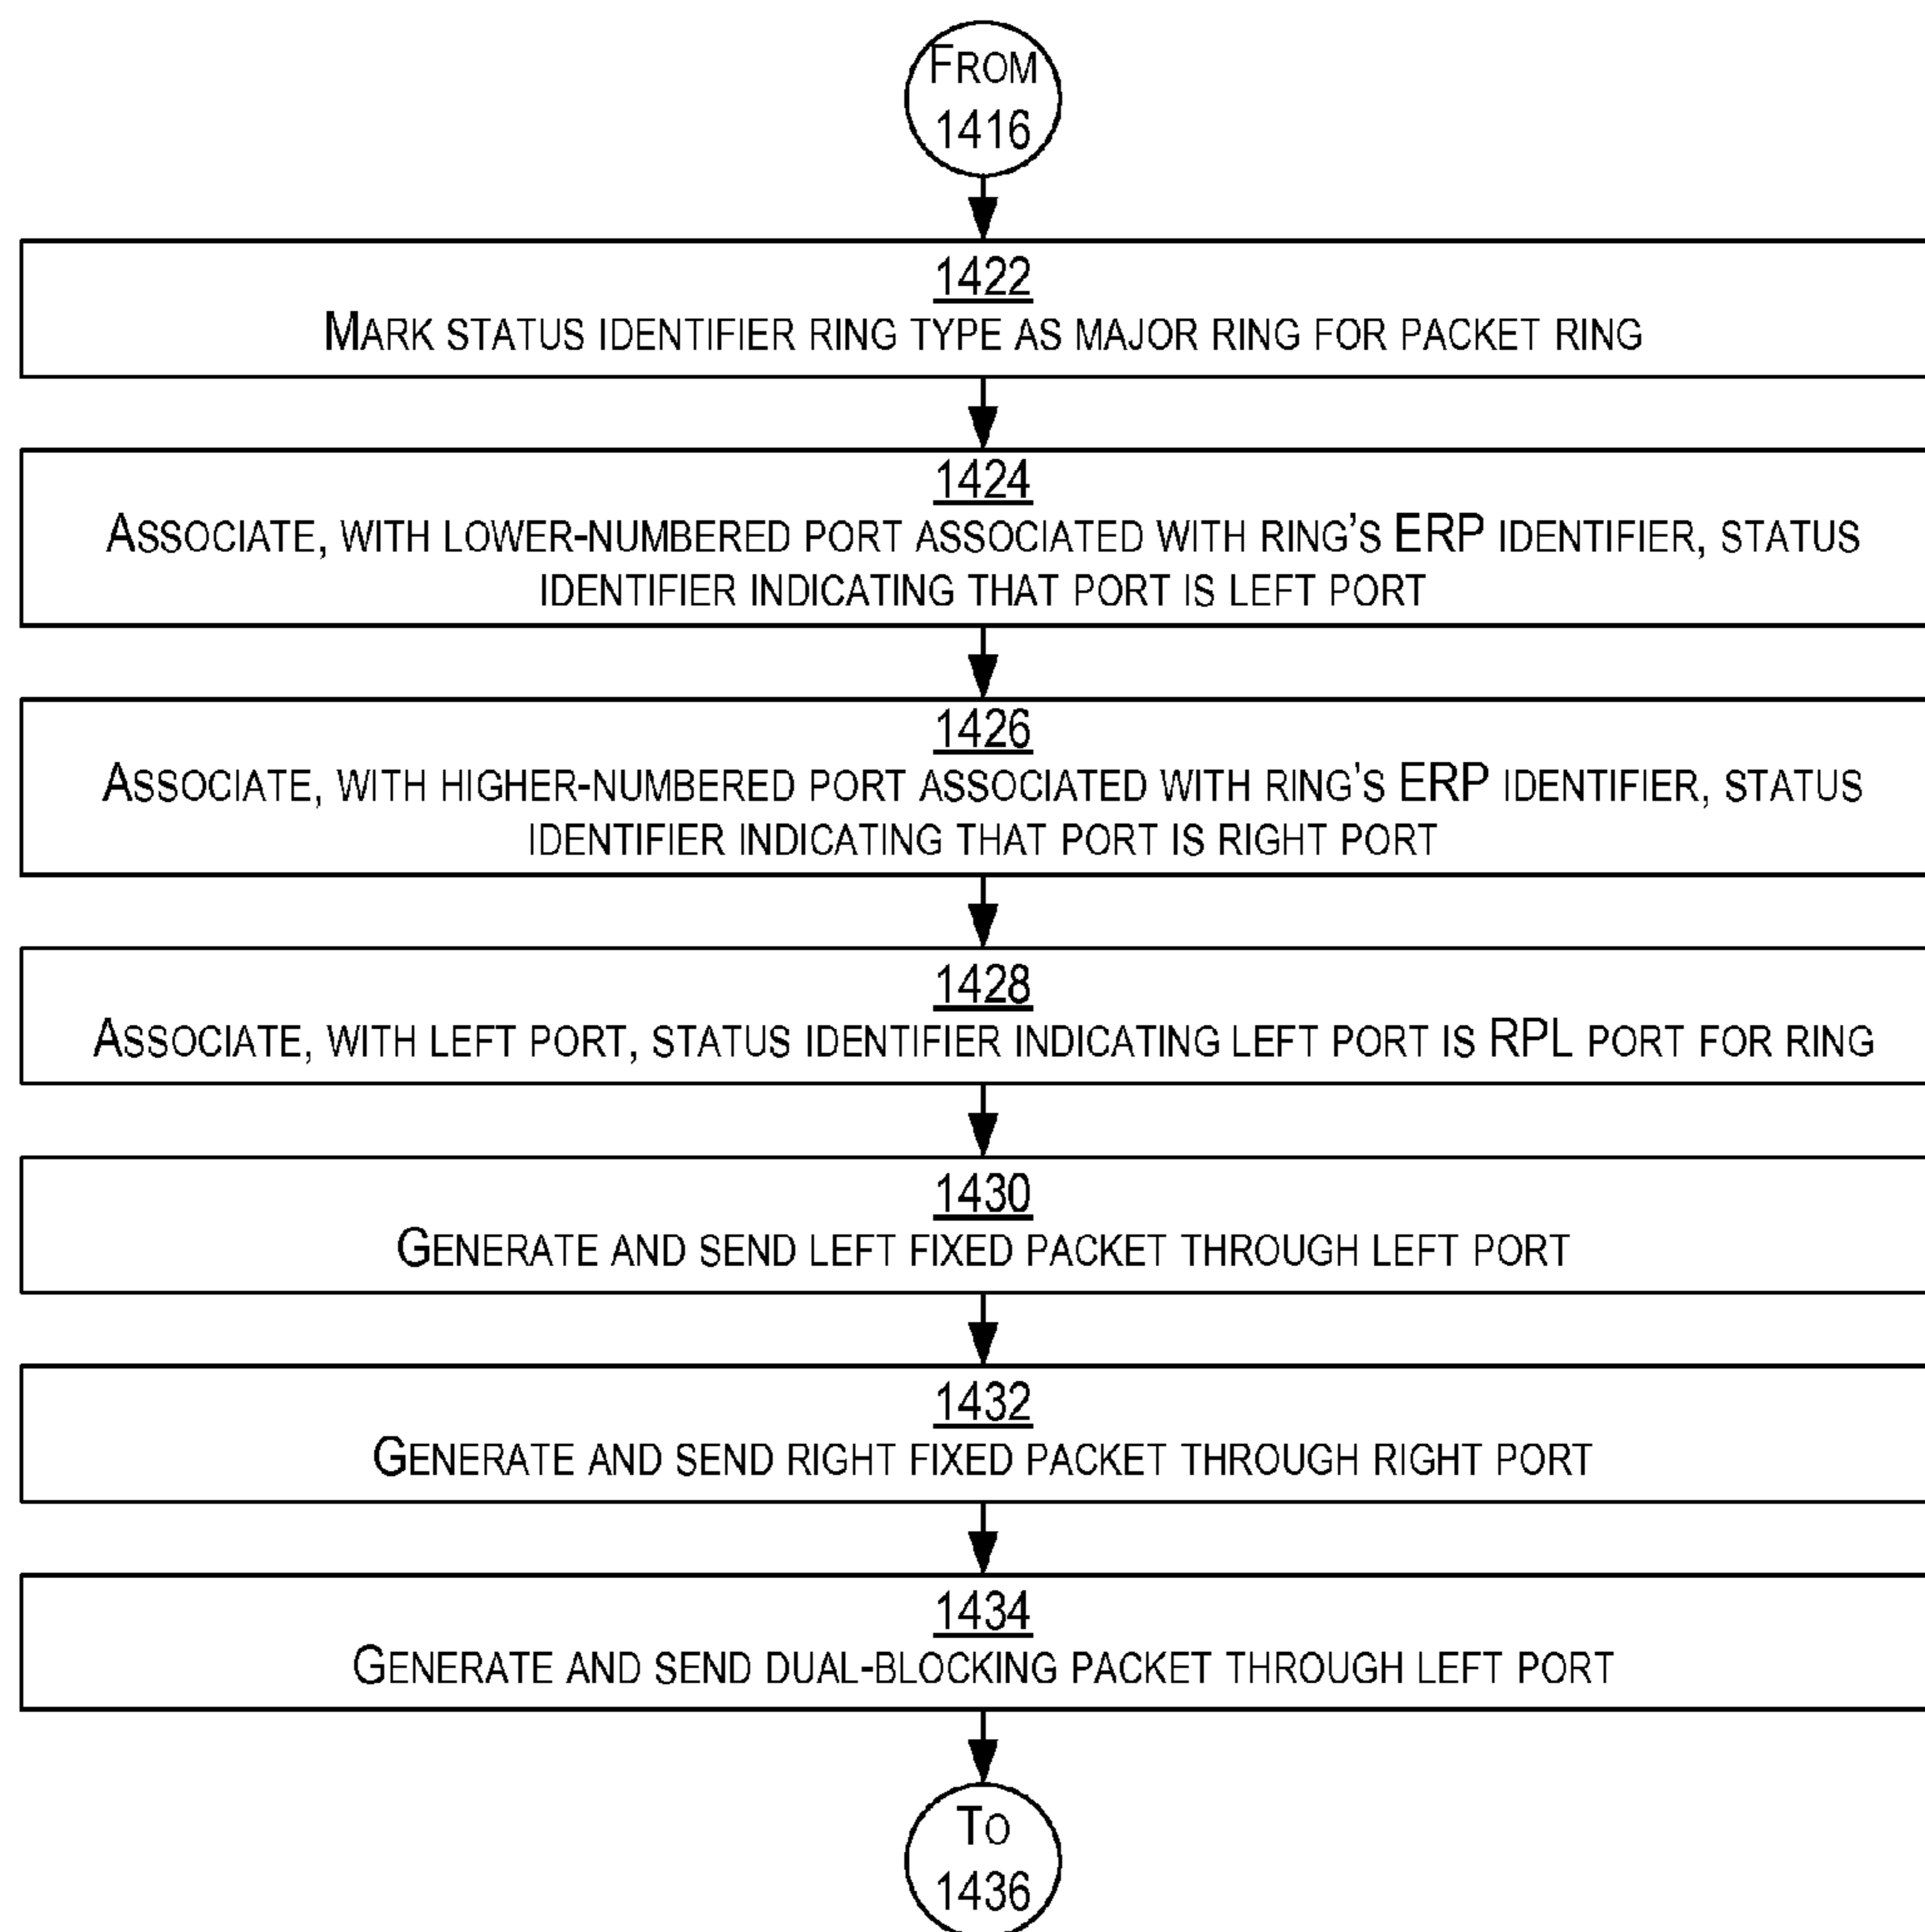 From
1416
1422
Mark status identifier ring type as major ring for packet ring
1424
Associate, with lower-numbered port associated with ring's ERP identifier, status
identifier indicating that port is left port
1426
Associate, with higher-numbered port associated with ring's ERP identifier, status
identifier indicating that port is right port
1428
Associate, with left port, status identifier indicating left port is RPL port for ring
1430
Generate and send left fixed packet through left port
1432
Generate and send right fixed packet through right port
1434
Generate and send dual-blocking packet through left port
To
1436